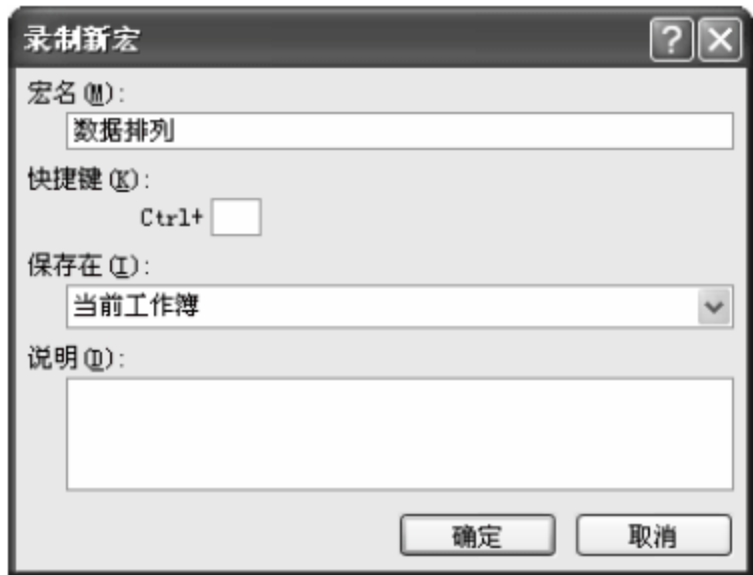 录制新宏
宏名(M):
数据排列
快捷键(K):
Ctrl+
保存在(I):
当前工作簿
说明(D):
确定
取消